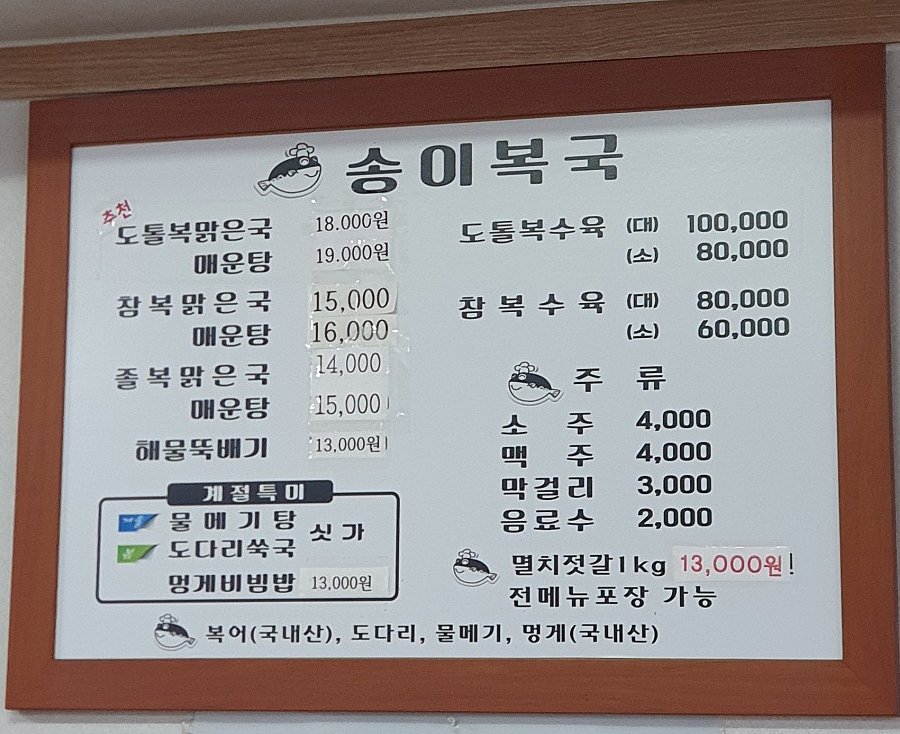 송이복국
추천
도톨복맑은국 18.000원
매운탕 19.000원
참복맑은국 15,000
매운탕 16,000
졸복맑은국 14,000
매운탕 15,000
해물뚝배기 13,000원
계절특미
물메기탕
싯가
도다리쑥국
멍게비빔밥 13,000원
도톨복수육 (대) 100,000
(소) 80,000
참복수육 (대) 80,000
(소) 60,000
주류
소주 4,000
맥주 4,000
막걸리 3,000
음료수 2,000
멸치젓갈1kg 13,000원!
전메뉴포장 가능
복어(국내산), 도다리, 물메기, 멍게(국내산)